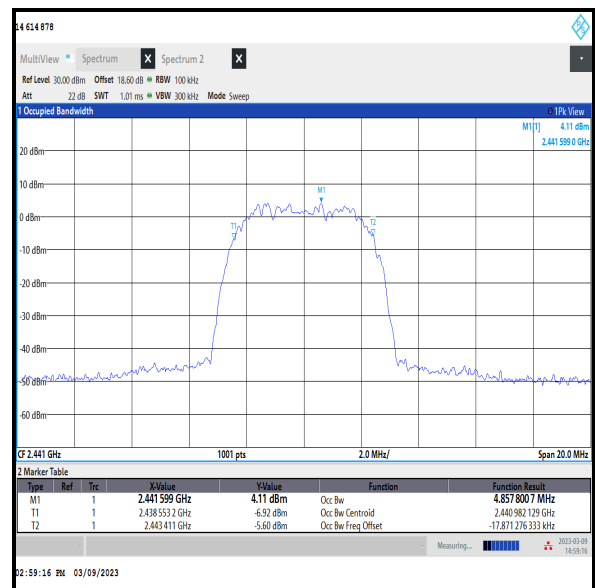 14 614 878
MultiView Spectrum X Spectrum 2 X
Ref Level 30.00 dBm Offset 18.60 dB RBW 100 kHz
Att 22 dB SWT 1.01 ms VBW 300 kHz Mode Sweep
1 Occupied Bandwidth 1Pk View
M1[1] 4.11 dBm
2.441 599 0 GHz
20 dBm
10 dBm
M1
0 dBm
T1 T2
-10 dBm
-20 dBm
-30 dBm
-40 dBm
-50 dBm
-60 dBm
CF 2.441 GHz 1001 pts 2.0 MHz/ Span 20.0 MHz
2 Marker Table
Type Ref Trc X-Value Y-Value Function Function Result
M1 1 2.441 599 GHz 4.11 dBm Occ Bw 4.857 800 7 MHz
T1 1 2.438 553 2 GHz -6.92 dBm Occ Bw Centroid 2.440 982 129 GHz
T2 1 2.443 411 GHz -5.60 dBm Occ Bw Freq Offset -17.871 276 333 kHz
Measuring... 2023-03-09
14:59:16
02:59:16 PM 03/09/2023